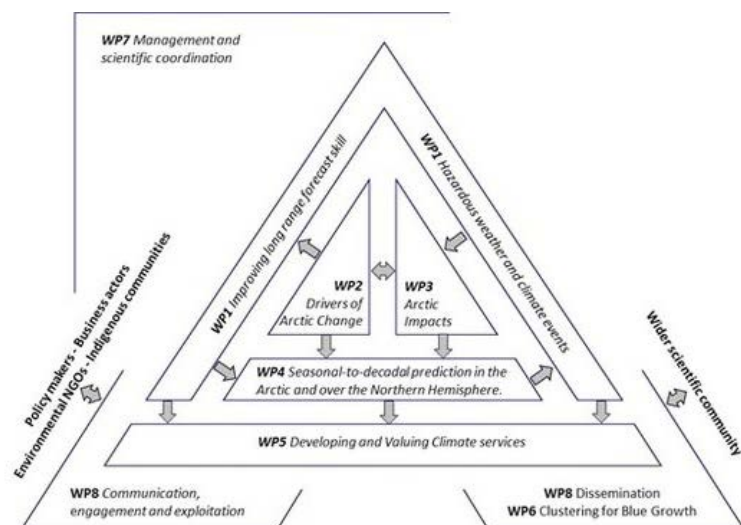 WP7 Management and
scientific coordination
WP1 Improving long range forecast skill
WP1 Hazardous weather and climate events
WP2
Drivers of
Arctic Change
WP3
Arctic
Impacts
WP4 Seasonal-to-decadal prediction in the
Arctic and over the Northern Hemisphere.
WP5 Developing and Valuing Climate services
Policy makers - Business actors
Environmental NGOs - Indigenous communities
Wider scientific community
WP8 Communication,
engagement and exploitation
WP8 Dissemination
WP6 Clustering for Blue Growth